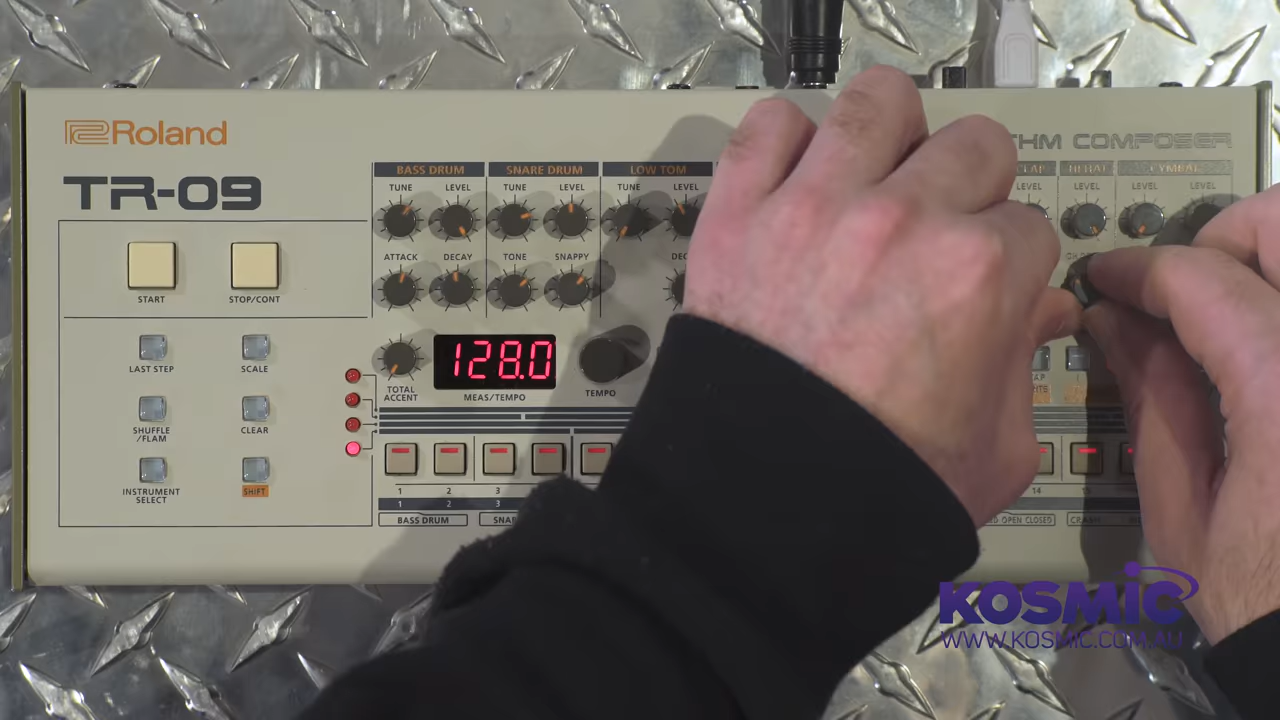 Roland
TR-09
THM COMPOSER
BASS DRUM
SNARE DRUM
LOW TOM
CYMBAL
TUNE
LEVEL
TUNE
LEVEL
TUNE
LEVEL
LEVEL
LEVEL
LEVEL
ATTACK
DECAY
TONE
SNAPPY
START
STOP/CONT
128.0
MEAS/TEMPO
TOTAL
ACCENT
TEMPO
LAST STEP
SCALE
SHUFFLE
/FLAM
CLEAR
INSTRUMENT
SELECT
SHIFT
1
2
3
14
1
2
3
BASS DRUM
OPEN CLOSED
KOSMIC
WWW.KOSMIC.COM.AU